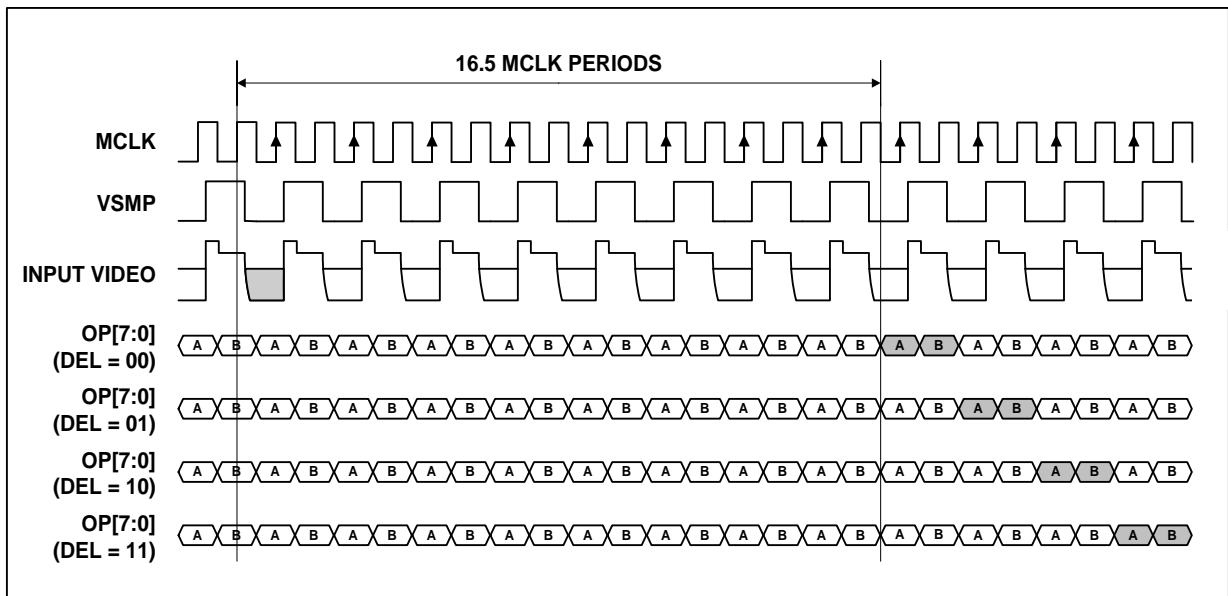 16.5 MCLK PERIODS
MCLK
VSMP
INPUT VIDEO
OP[7:0]
(DEL = 00)
A B A B A B A B A B A B A B A B A B A B A B A B A B
OP[7:0]
(DEL = 01)
A B A B A B A B A B A B A B A B A B A B A B A B A B
OP[7:0]
(DEL = 10)
A B A B A B A B A B A B A B A B A B A B A B A B A B
OP[7:0]
(DEL = 11)
A B A B A B A B A B A B A B A B A B A B A B A B A B